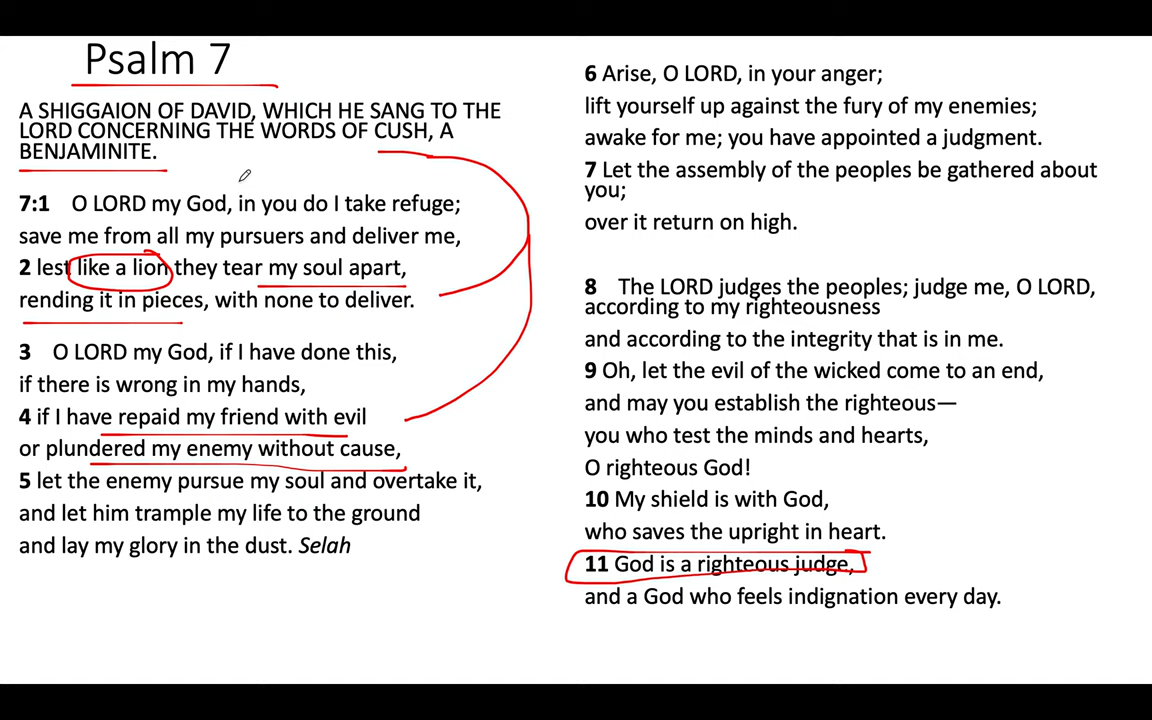 Psalm 7
A SHIGGAION OF DAVID, WHICH HE SANG TO THE
LORD CONCERNING THE WORDS OF CUSH, A
BENJAMINITE.
7:1 O LORD my God, in you do I take refuge;
save me from all my pursuers and deliver me,
2 lest like a lion they tear my soul apart,
rending it in pieces, with none to deliver.
3 O LORD my God, if I have done this,
if there is wrong in my hands,
4 if I have repaid my friend with evil
or plundered my enemy without cause,
5 let the enemy pursue my soul and overtake it,
and let him trample my life to the ground
and lay my glory in the dust. Selah
6 Arise, O LORD, in your anger;
lift yourself up against the fury of my enemies;
awake for me; you have appointed a judgment.
7 Let the assembly of the peoples be gathered about
you;
over it return on high.
8 The LORD judges the peoples; judge me, O LORD,
according to my righteousness
and according to the integrity that is in me.
9 Oh, let the evil of the wicked come to an end,
and may you establish the righteous—
you who test the minds and hearts,
O righteous God!
10 My shield is with God,
who saves the upright in heart.
11 God is a righteous judge,
and a God who feels indignation every day.